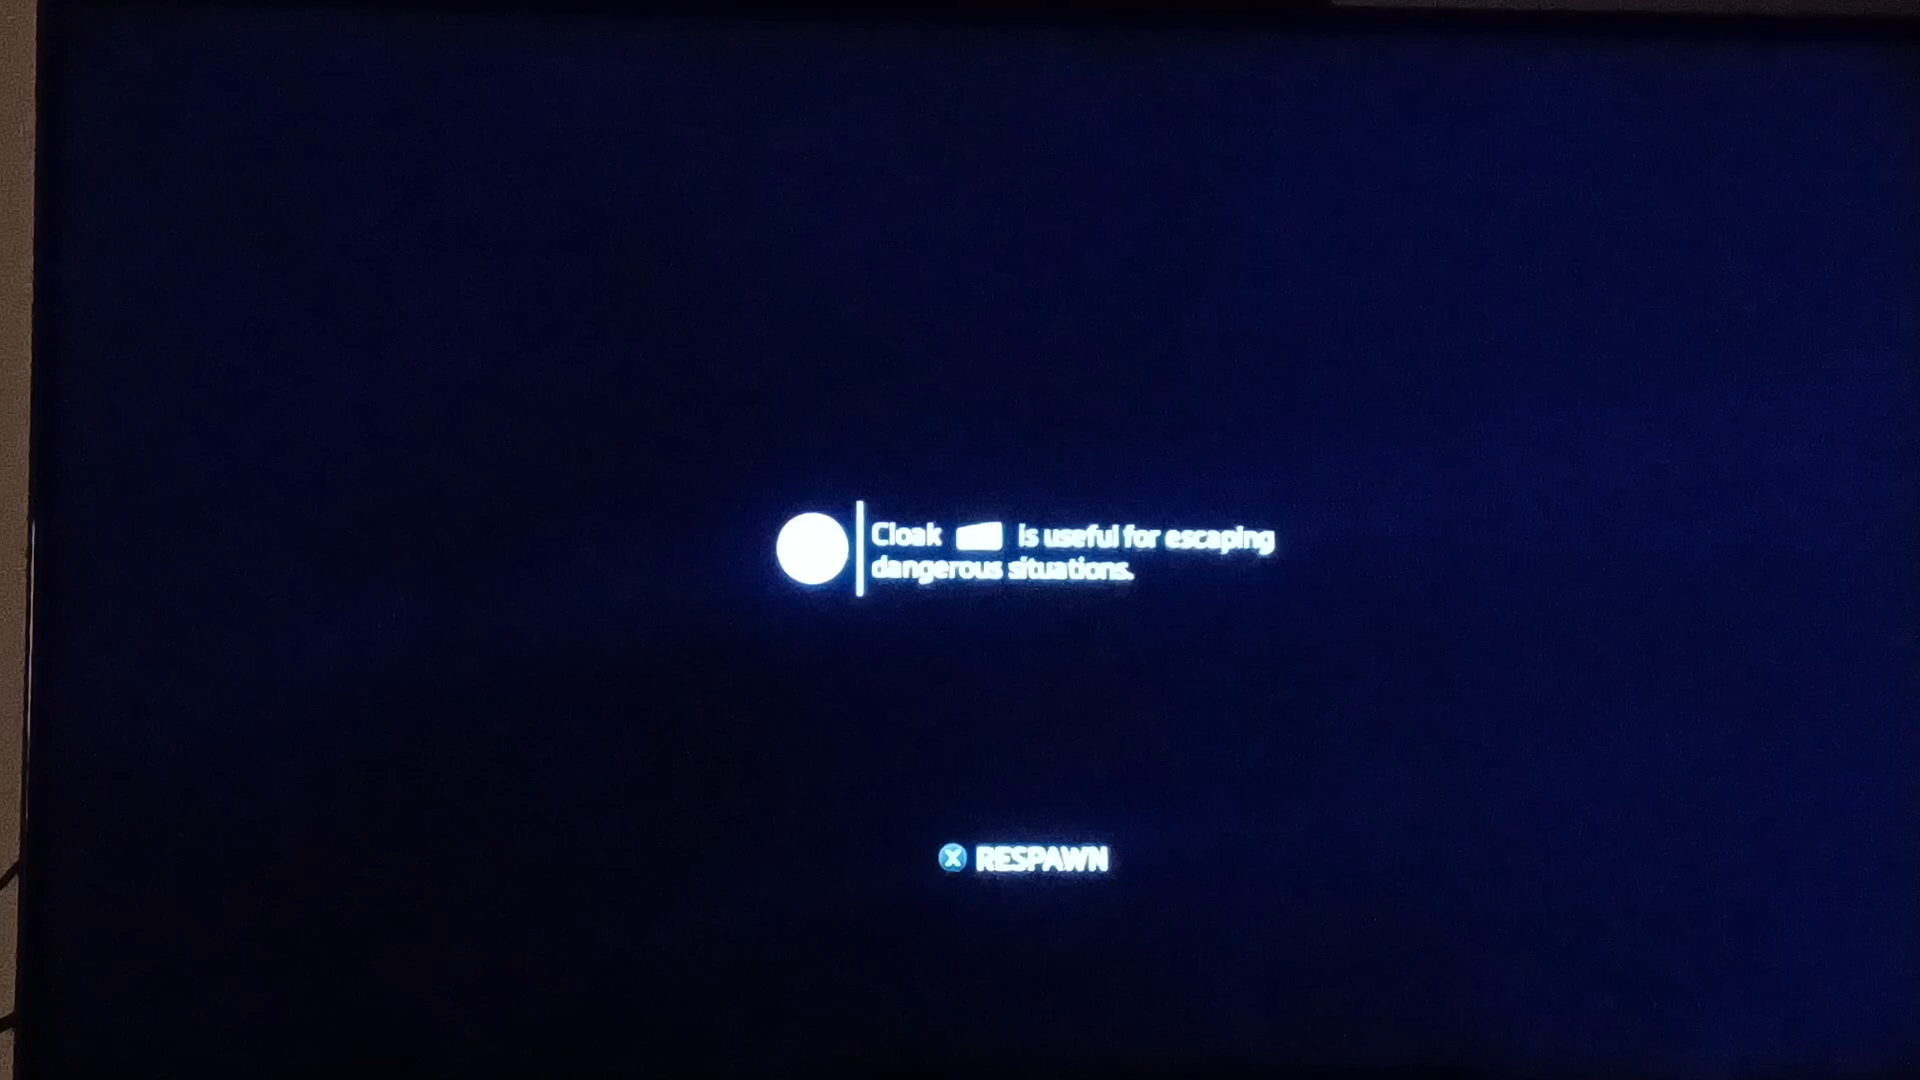 Cloak is useful for escaping
dangerous situations.
X RESPAWN